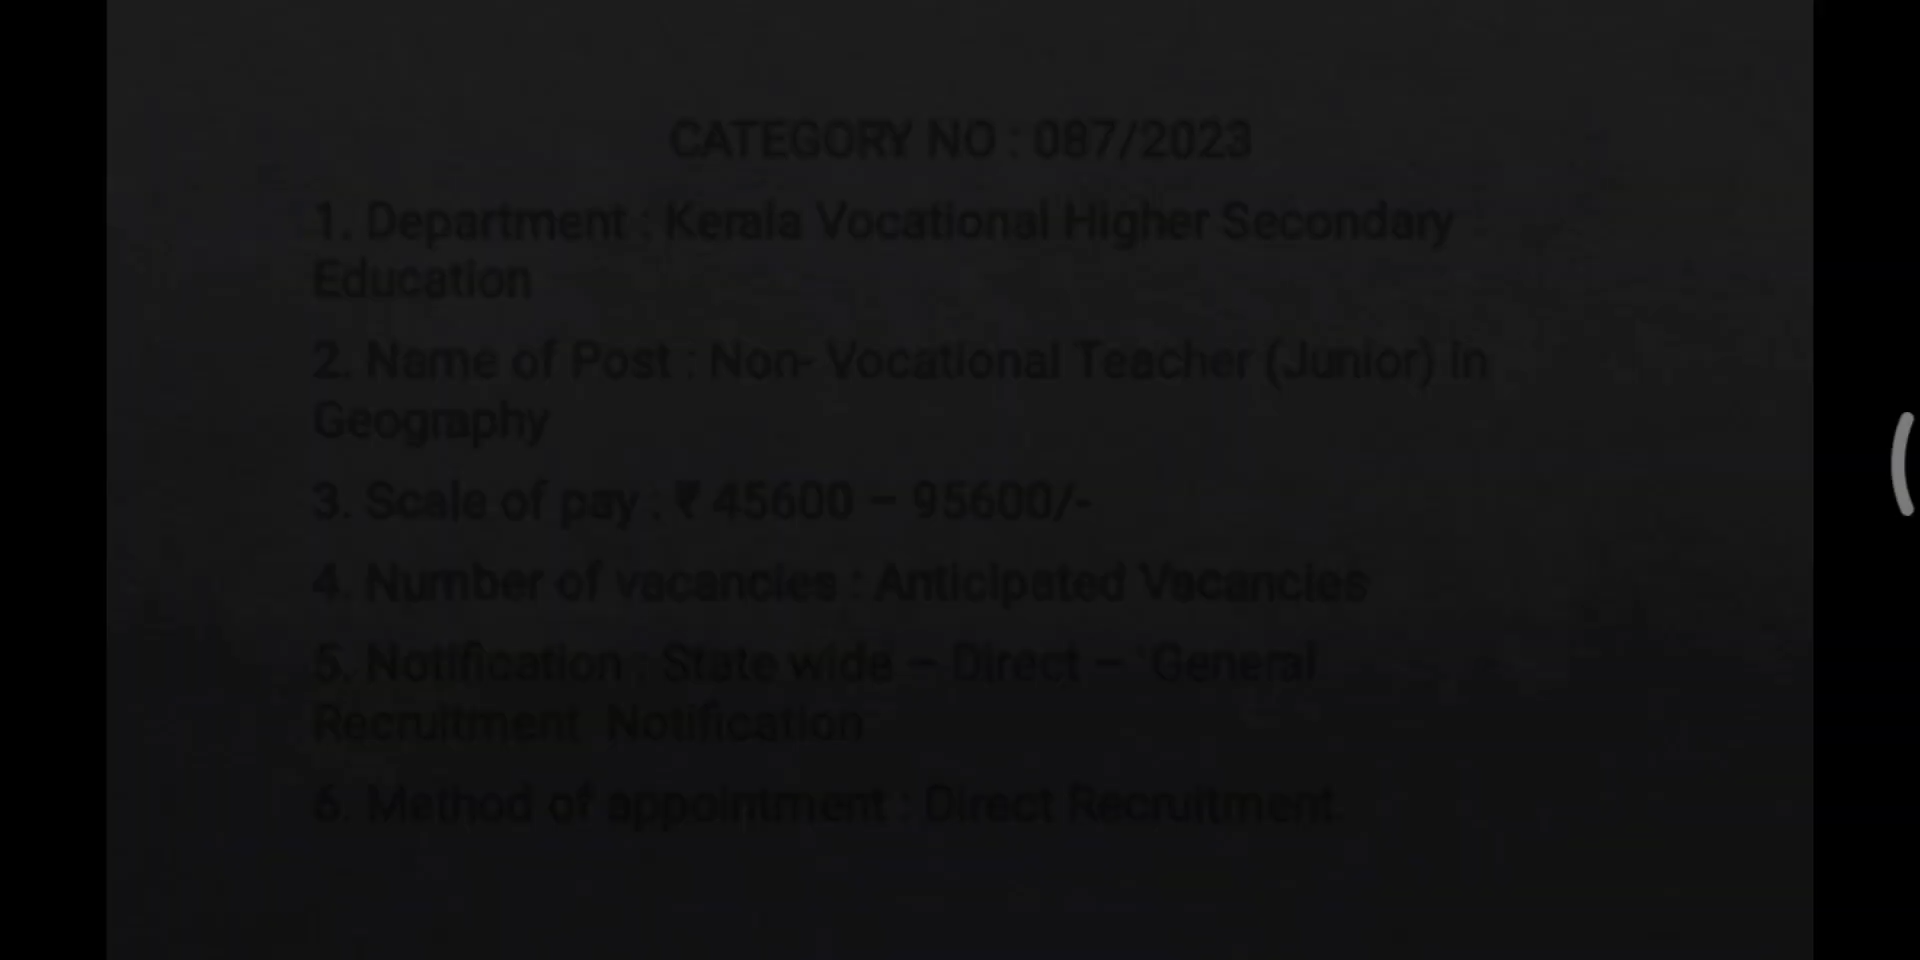 CATEGORY NO : 087/2023
1. Department : Kerala Vocational Higher Secondary
Education
2. Name of Post : Non- Vocational Teacher (Junior) in
Geography
3. Scale of pay : ₹ 45600 – 95600/-
4. Number of vacancies : Anticipated Vacancies
5. Notification : State wide – Direct – 'General
Recruitment Notification
6. Method of appointment : Direct Recruitment.